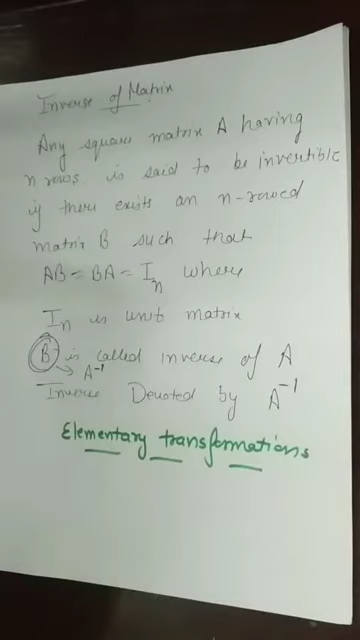 Inverse of Matrix
Any square matrix A having
n rows is said to be invertible
if there exists an n-rowed
matrix B such that
AB = BA = Iₙ where
Iₙ is unit matrix
B is called inverse of A
→ A⁻¹
Inverse Denoted by A⁻¹
Elementary transformations